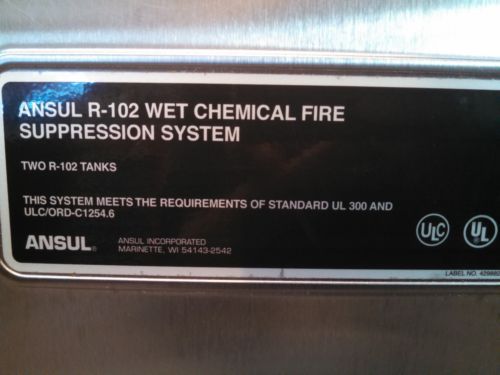 ANSUL R-102 WET CHEMICAL FIRE
SUPPRESSION SYSTEM
TWO R-102 TANKS
THIS SYSTEM MEETS THE REQUIREMENTS OF STANDARD UL 300 AND
ULC/ORD-C1254.6
ANSUL®
ANSUL INCORPORATED
MARINETTE, WI 54143-2542
ULC
UL
LABEL NO.